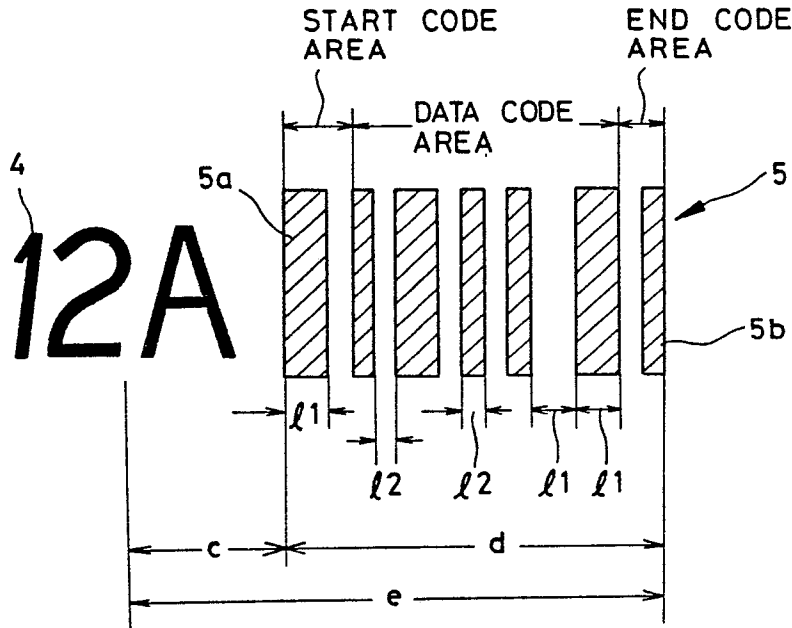 START CODE
AREA
END CODE
AREA
DATA CODE
AREA
4
5a
5
12A
5b
ℓ1
ℓ2
ℓ2
ℓ1
ℓ1
c
d
e